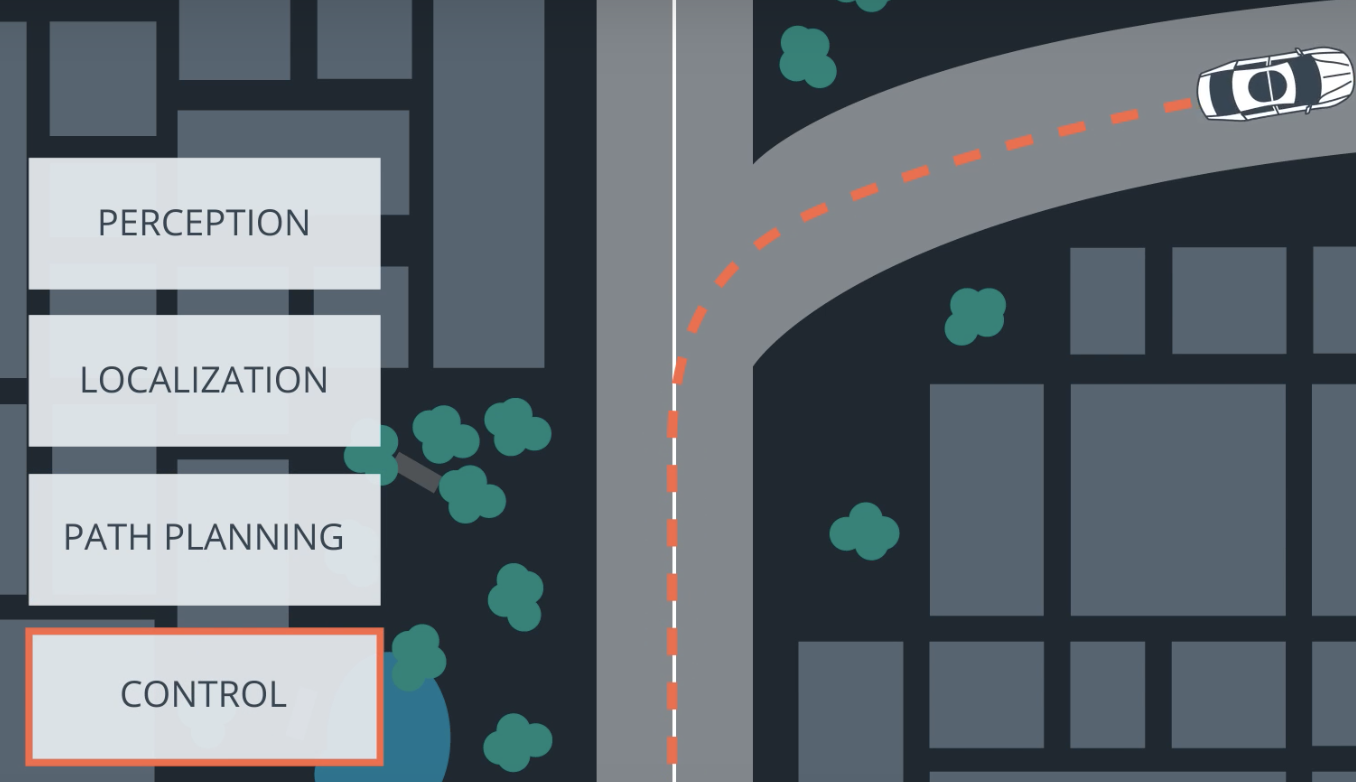 PERCEPTION
LOCALIZATION
PATH PLANNING
CONTROL